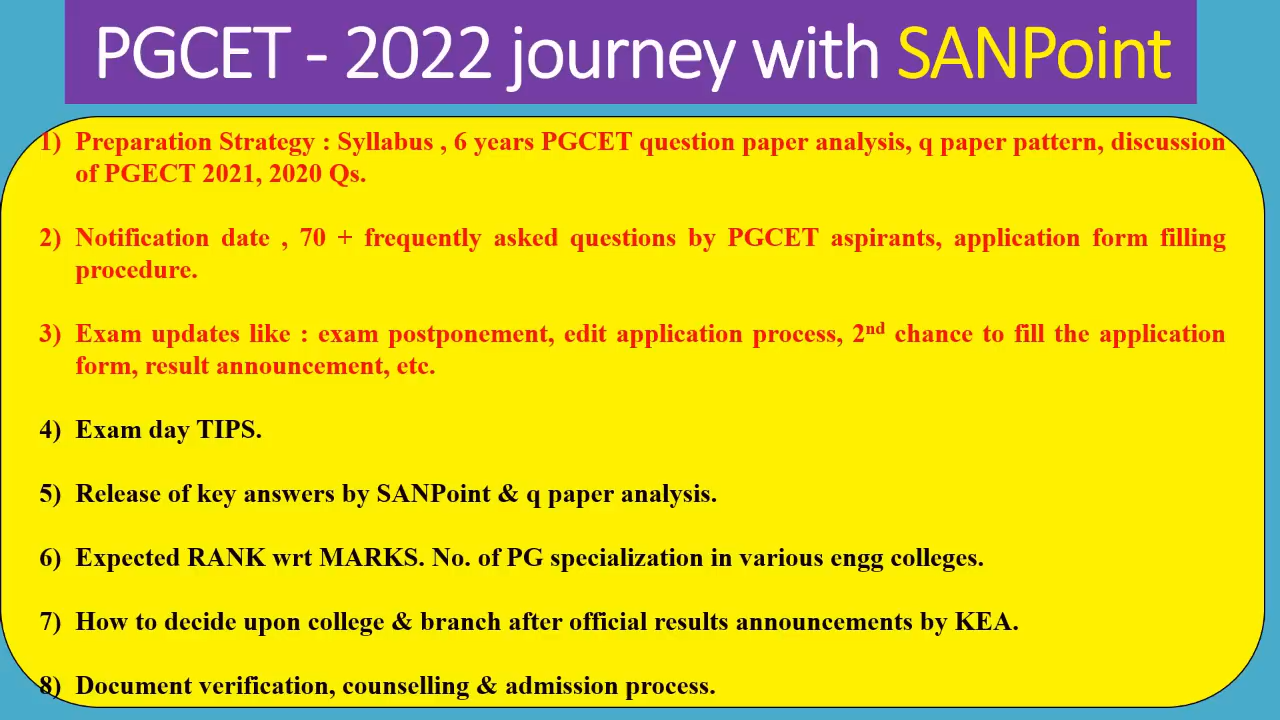 PGCET - 2022 journey with SANPoint
1) Preparation Strategy : Syllabus , 6 years PGCET question paper analysis, q paper pattern, discussion
of PGECT 2021, 2020 Qs.
2) Notification date , 70 + frequently asked questions by PGCET aspirants, application form filling
procedure.
3) Exam updates like : exam postponement, edit application process, 2nd chance to fill the application
form, result announcement, etc.
4) Exam day TIPS.
5) Release of key answers by SANPoint & q paper analysis.
6) Expected RANK wrt MARKS. No. of PG specialization in various engg colleges.
7) How to decide upon college & branch after official results announcements by KEA.
8) Document verification, counselling & admission process.